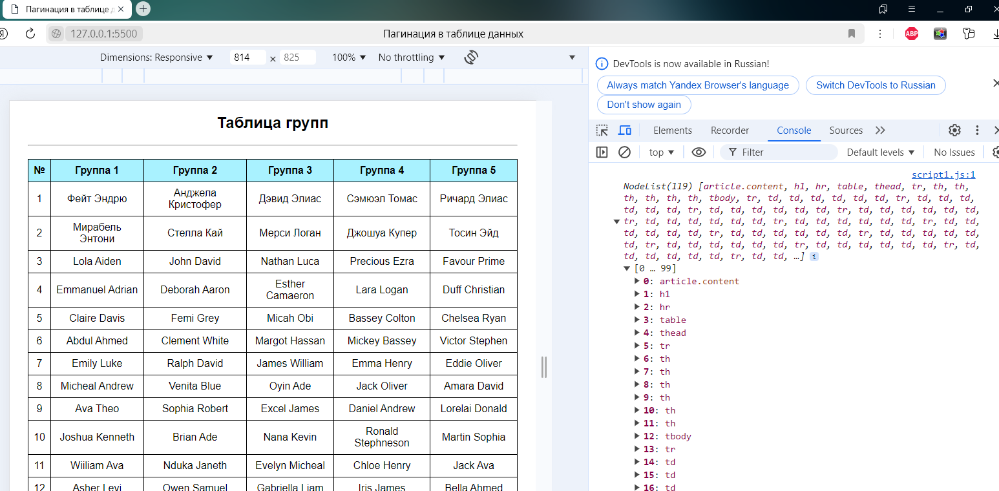 Пагинация в таблице д
127.0.0.1:5500 Пагинация в таблице данных ABP
Dimensions: Responsive 814 x 825 100% No throttling
DevTools is now available in Russian!
Always match Yandex Browser's language Switch DevTools to Russian
Don't show again
Elements Recorder Console Sources
top Filter Default levels No Issues
Таблица групп
№ Группа 1 Группа 2 Группа 3 Группа 4 Группа 5
1 Фейт Эндрю Анджела Кристофер Дэвид Элиас Сэмюэл Томас Ричард Элиас
2 Мирабель Энтони Стелла Кай Мерси Логан Джошуа Купер Тосин Эйд
3 Lola Aiden John David Nathan Luca Precious Ezra Favour Prime
4 Emmanuel Adrian Deborah Aaron Esther Camaeron Lara Logan Duff Christian
5 Claire Davis Femi Grey Micah Obi Bassey Colton Chelsea Ryan
6 Abdul Ahmed Clement White Margot Hassan Mickey Bassey Victor Stephen
7 Emily Luke Ralph David James William Emma Henry Eddie Oliver
8 Micheal Andrew Venita Blue Oyin Ade Jack Oliver Amara David
9 Ava Theo Sophia Robert Excel James Daniel Andrew Lorelai Donald
10 Joshua Kenneth Brian Ade Nana Kevin Ronald Stephneson Martin Sophia
11 Wiiliam Ava Nduka Janeth Evelyn Micheal Chloe Henry Jack Ava
12 Asher Levi Owen Samuel Gabriella Liam Iris James Bella Ahmed
script1.js:1
NodeList(119) [article.content, h1, hr, table, thead, tr, th, th,
th, th, th, th, tbody, tr, td, td, td, td, td, td, tr, td, td, td,
td, td, td, tr, td, td, td, td, td, td, tr, td, td, td, td, td, td,
tr, td, td, td, td, td, td, tr, td, td, td, td, td, td, tr, td, td,
td, td, td, td, tr, td, td, td, td, td, td, tr, td, td, td, td, td,
td, tr, td, td, td, td, td, td, tr, td, td, td, td, td, td, tr, td,
td, td, td, td, td, tr, td, td, …]
[0 … 99]
0: article.content
1: h1
2: hr
3: table
4: thead
5: tr
6: th
7: th
8: th
9: th
10: th
11: th
12: tbody
13: tr
14: td
15: td
16: td